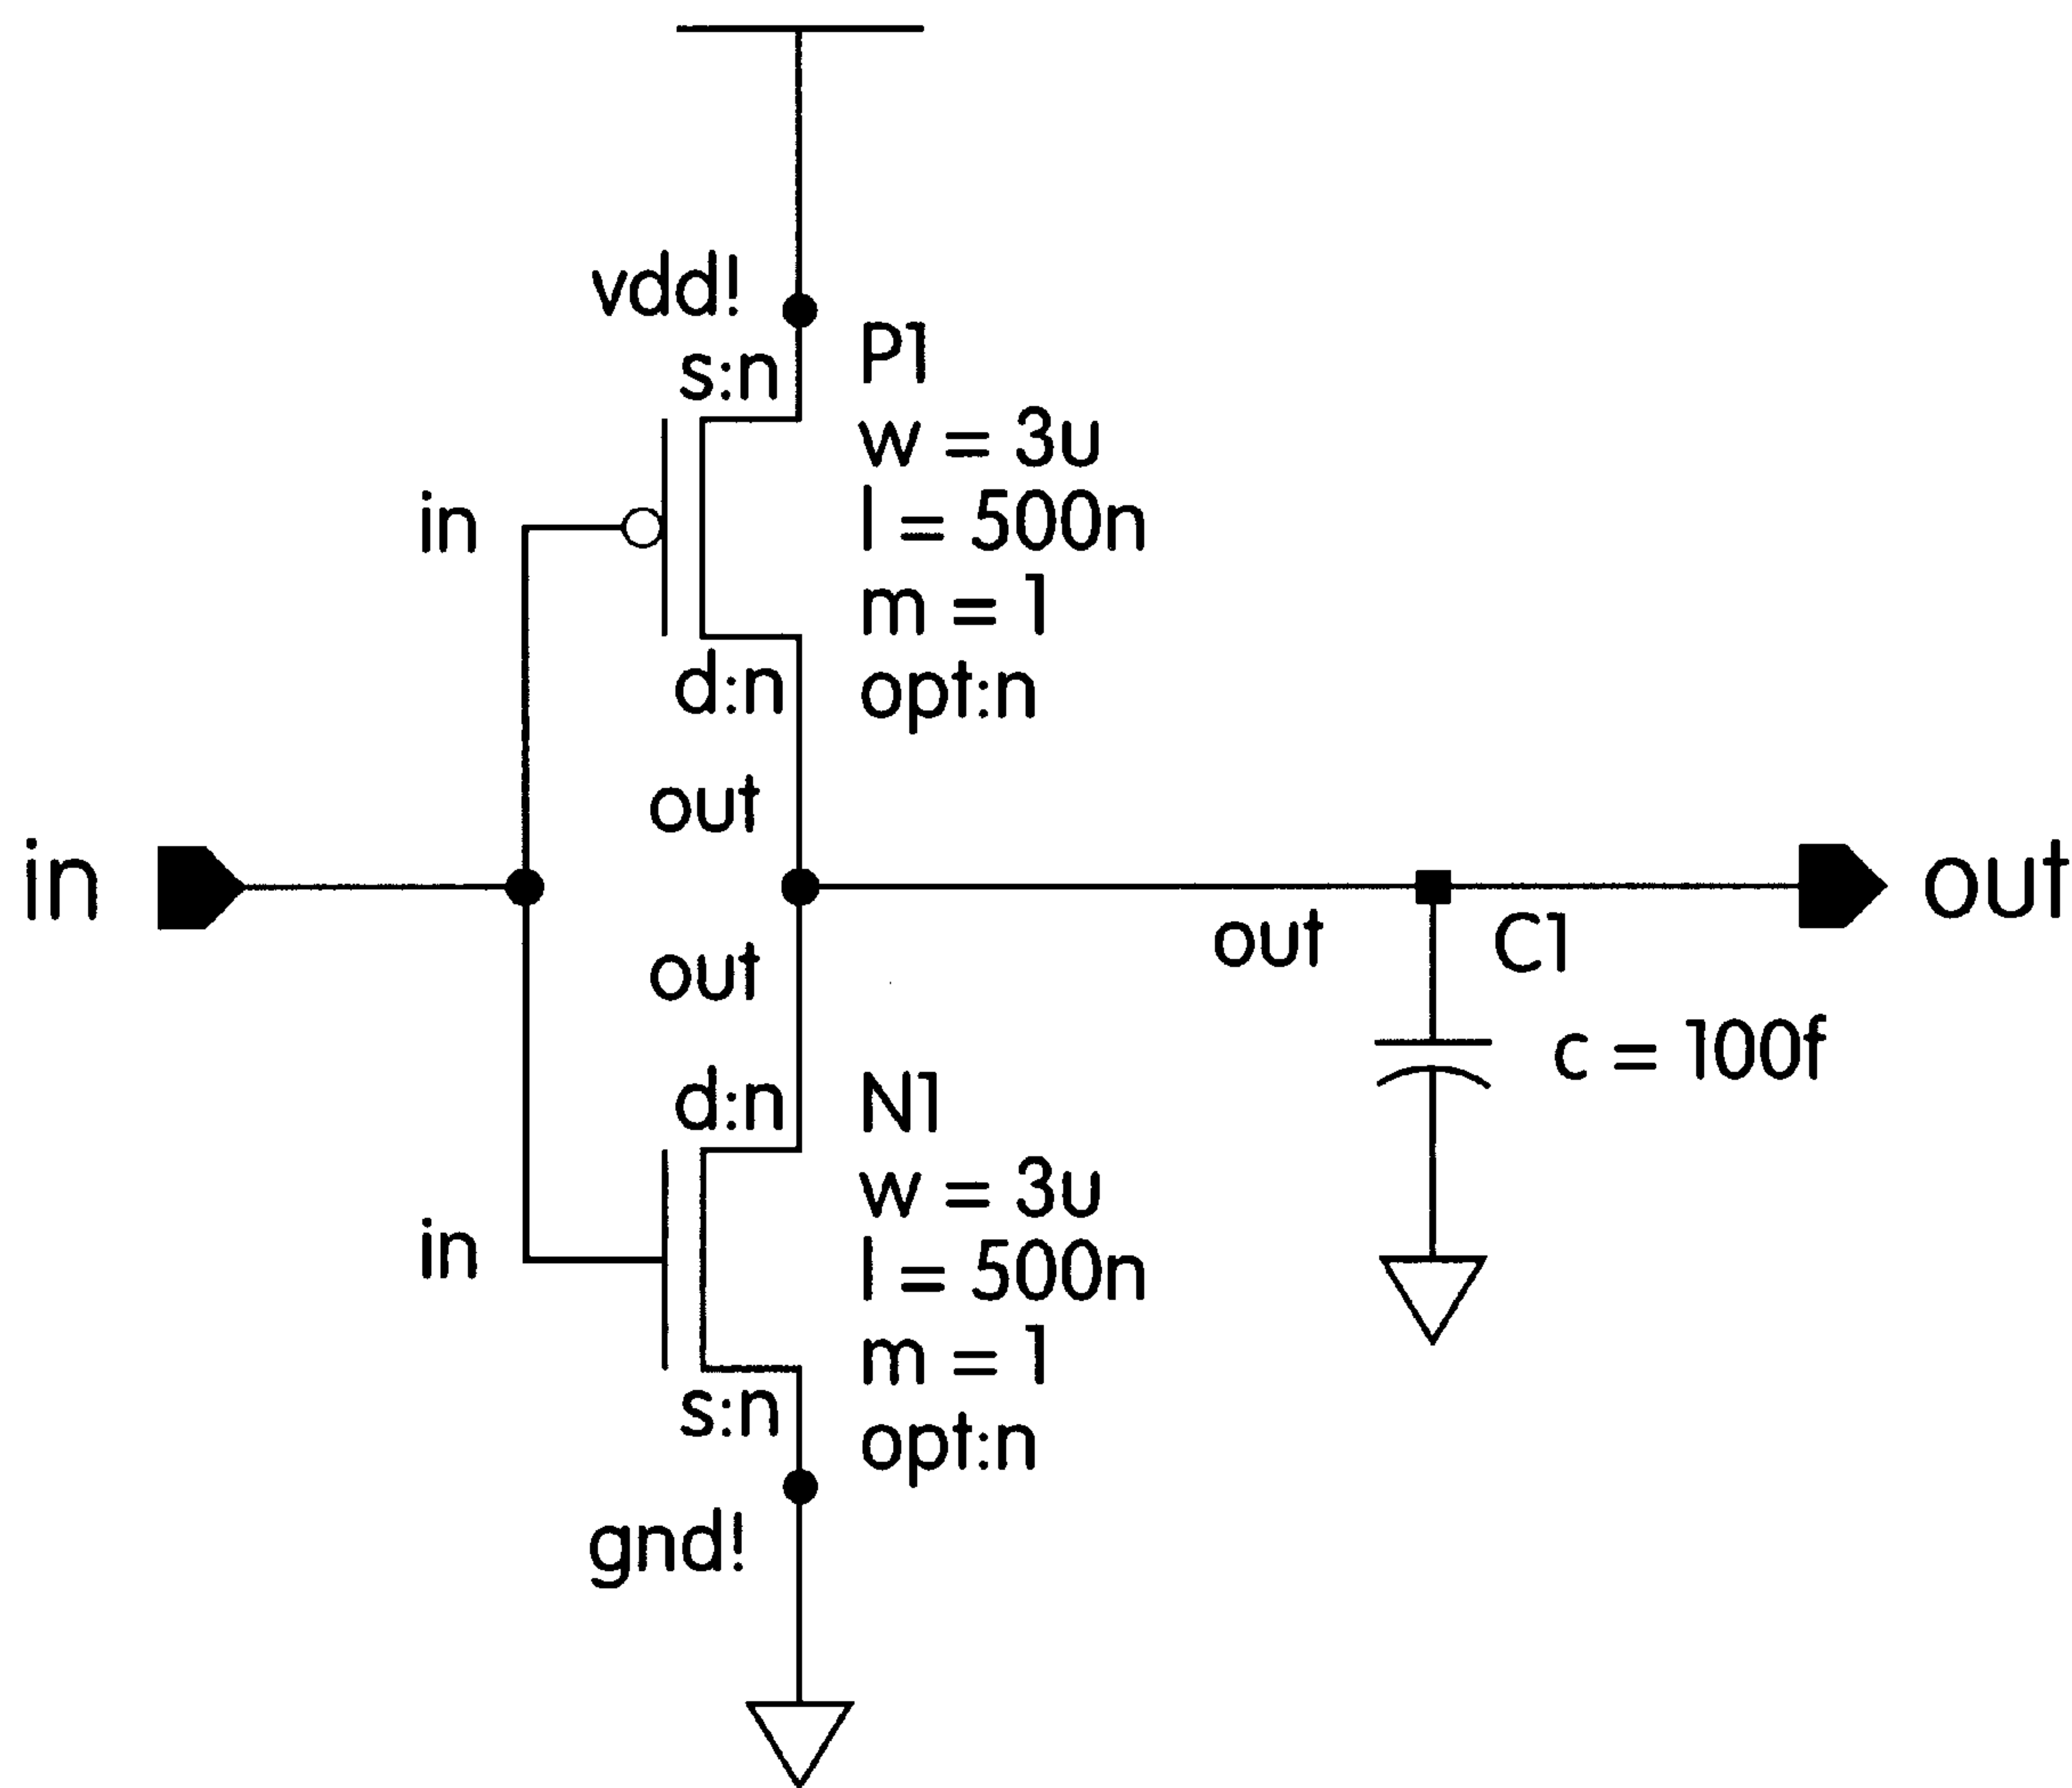 vdd!
s:n
P1
w = 3u
l = 500n
m = 1
opt:n
in
d:n
out
in
out
out
out
C1
c = 100f
d:n
N1
w = 3u
l = 500n
m = 1
opt:n
in
s:n
gnd!